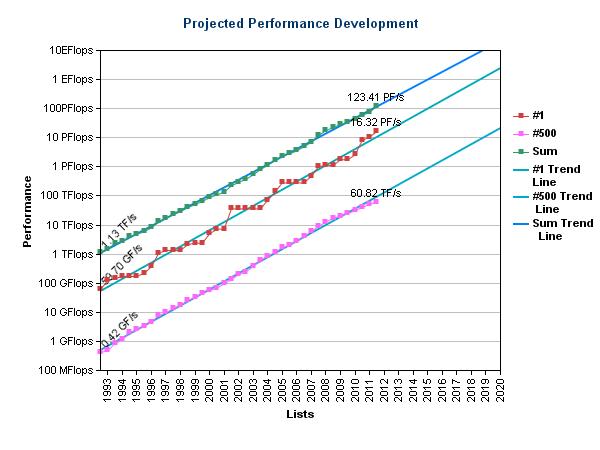 Projected Performance Development
10EFlops
1 EFlops
100PFlops
10 PFlops
1 PFlops
100 TFlops
10 TFlops
1 TFlops
100 GFlops
10 GFlops
1 GFlops
100 MFlops
Performance
123.41 PF/s
16.32 PF/s
60.82 TF/s
1.13 TF/s
59.70 GF/s
0.42 GF/s
1993
1994
1995
1996
1997
1998
1999
2000
2001
2002
2003
2004
2005
2006
2007
2008
2009
2010
2011
2012
2013
2014
2015
2016
2017
2018
2019
2020
Lists
#1
#500
Sum
#1 Trend
Line
#500 Trend
Line
Sum Trend
Line